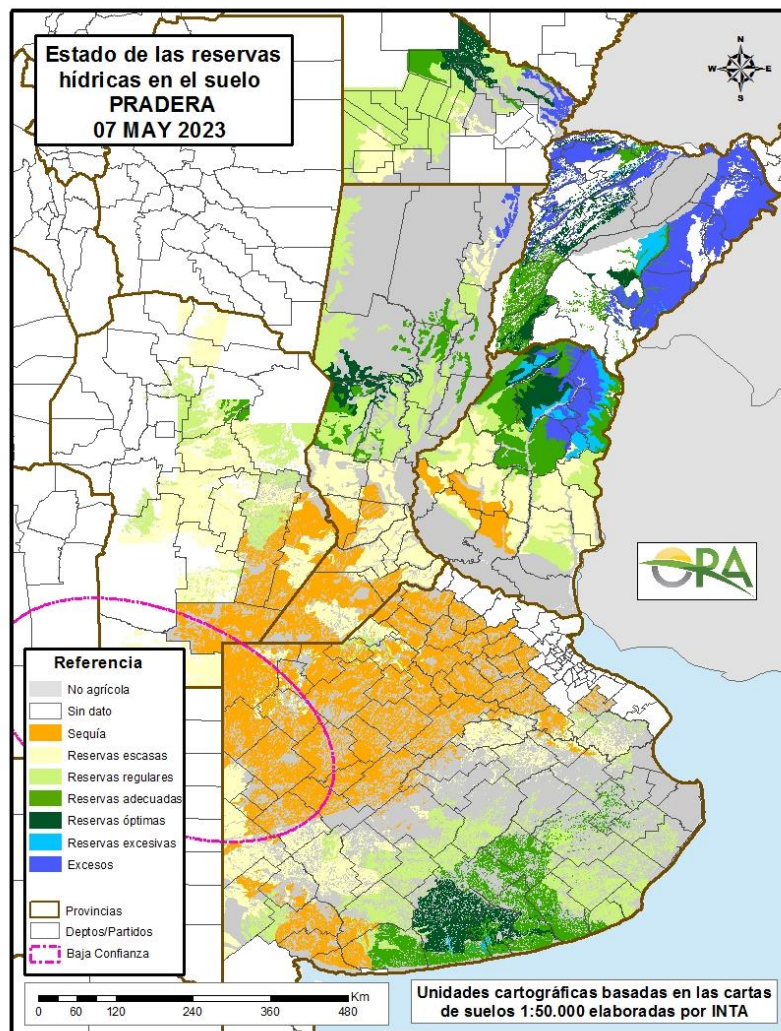 Estado de las reservas
hídricas en el suelo
PRADERA
07 MAY 2023
N
W
E
S
ORA
Referencia
No agrícola
Sin dato
Sequía
Reservas escasas
Reservas regulares
Reservas adecuadas
Reservas óptimas
Reservas excesivas
Excesos
Provincias
Deptos/Partidos
Baja Confianza
Km
0 60 120 240 360 480
Unidades cartográficas basadas en las cartas
de suelos 1:50.000 elaboradas por INTA